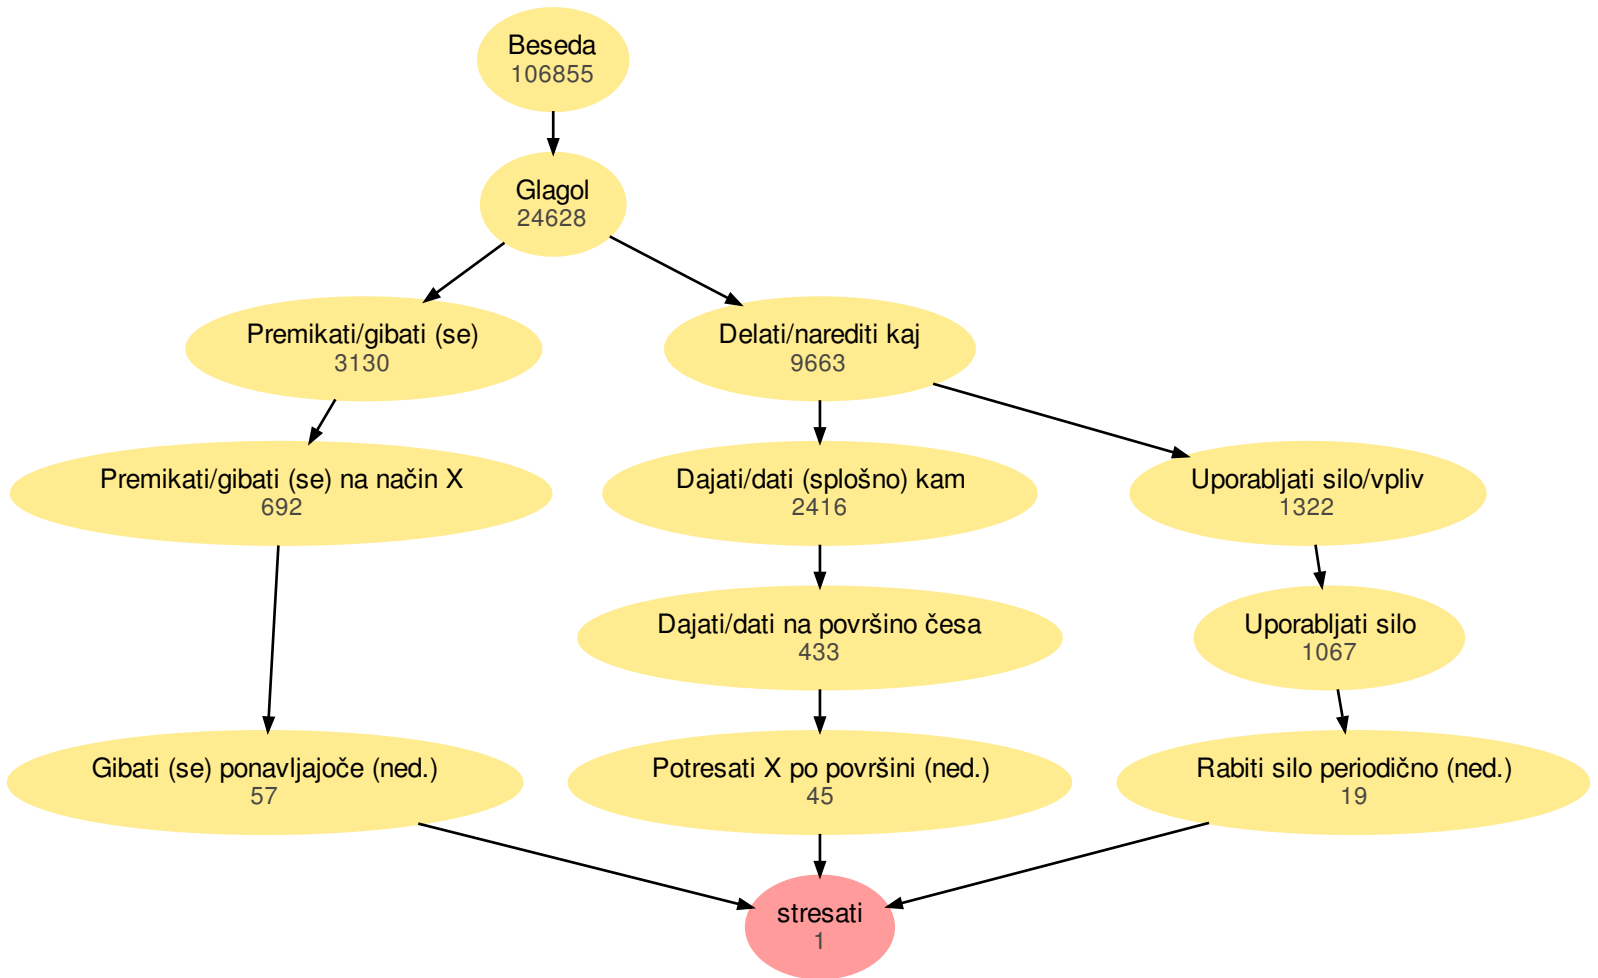 Beseda
106855
Glagol
24628
Premikati/gibati (se)
3130
Delati/narediti kaj
9663
Premikati/gibati (se) na način X
692
Dajati/dati (splošno) kam
2416
Uporabljati silo/vpliv
1322
Dajati/dati na površino česa
433
Uporabljati silo
1067
Gibati (se) ponavljajoče (ned.)
57
Potresati X po površini (ned.)
45
Rabiti silo periodično (ned.)
19
stresati
1